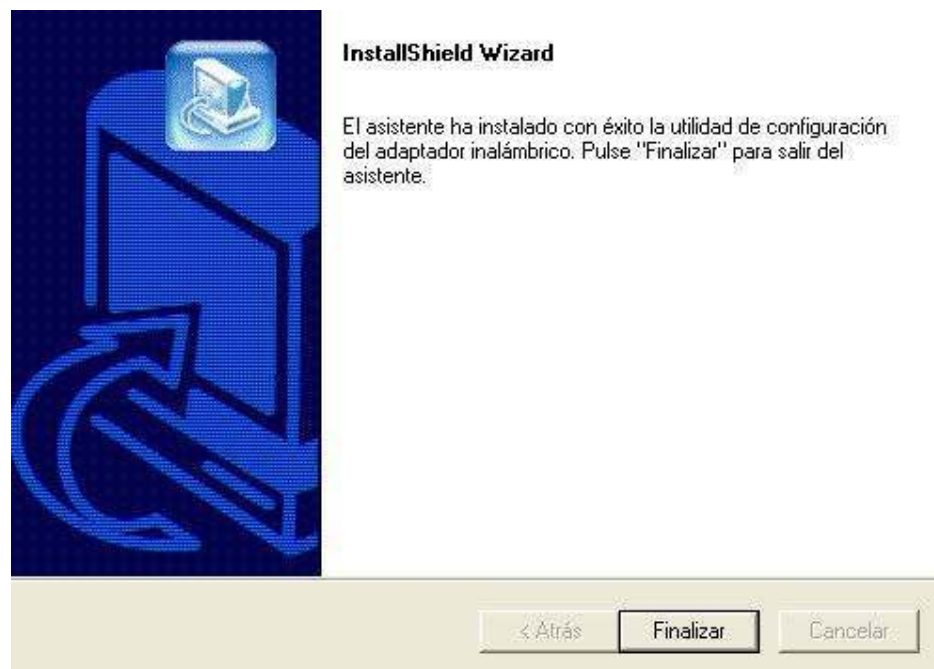 InstallShield Wizard
El asistente ha instalado con éxito la utilidad de configuración
del adaptador inalámbrico. Pulse "Finalizar" para salir del
asistente.
< Atrás
Finalizar
Cancelar